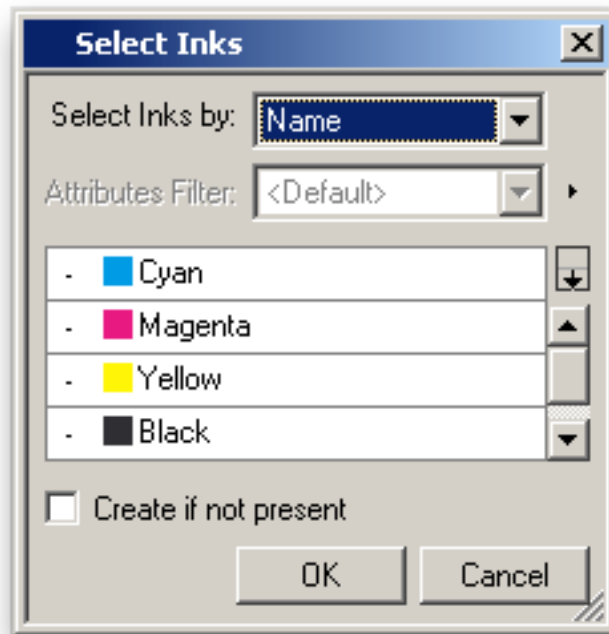 Select Inks
Select Inks by: Name
Attributes Filter: <Default>
- Cyan
- Magenta
- Yellow
- Black
Create if not present
OK Cancel